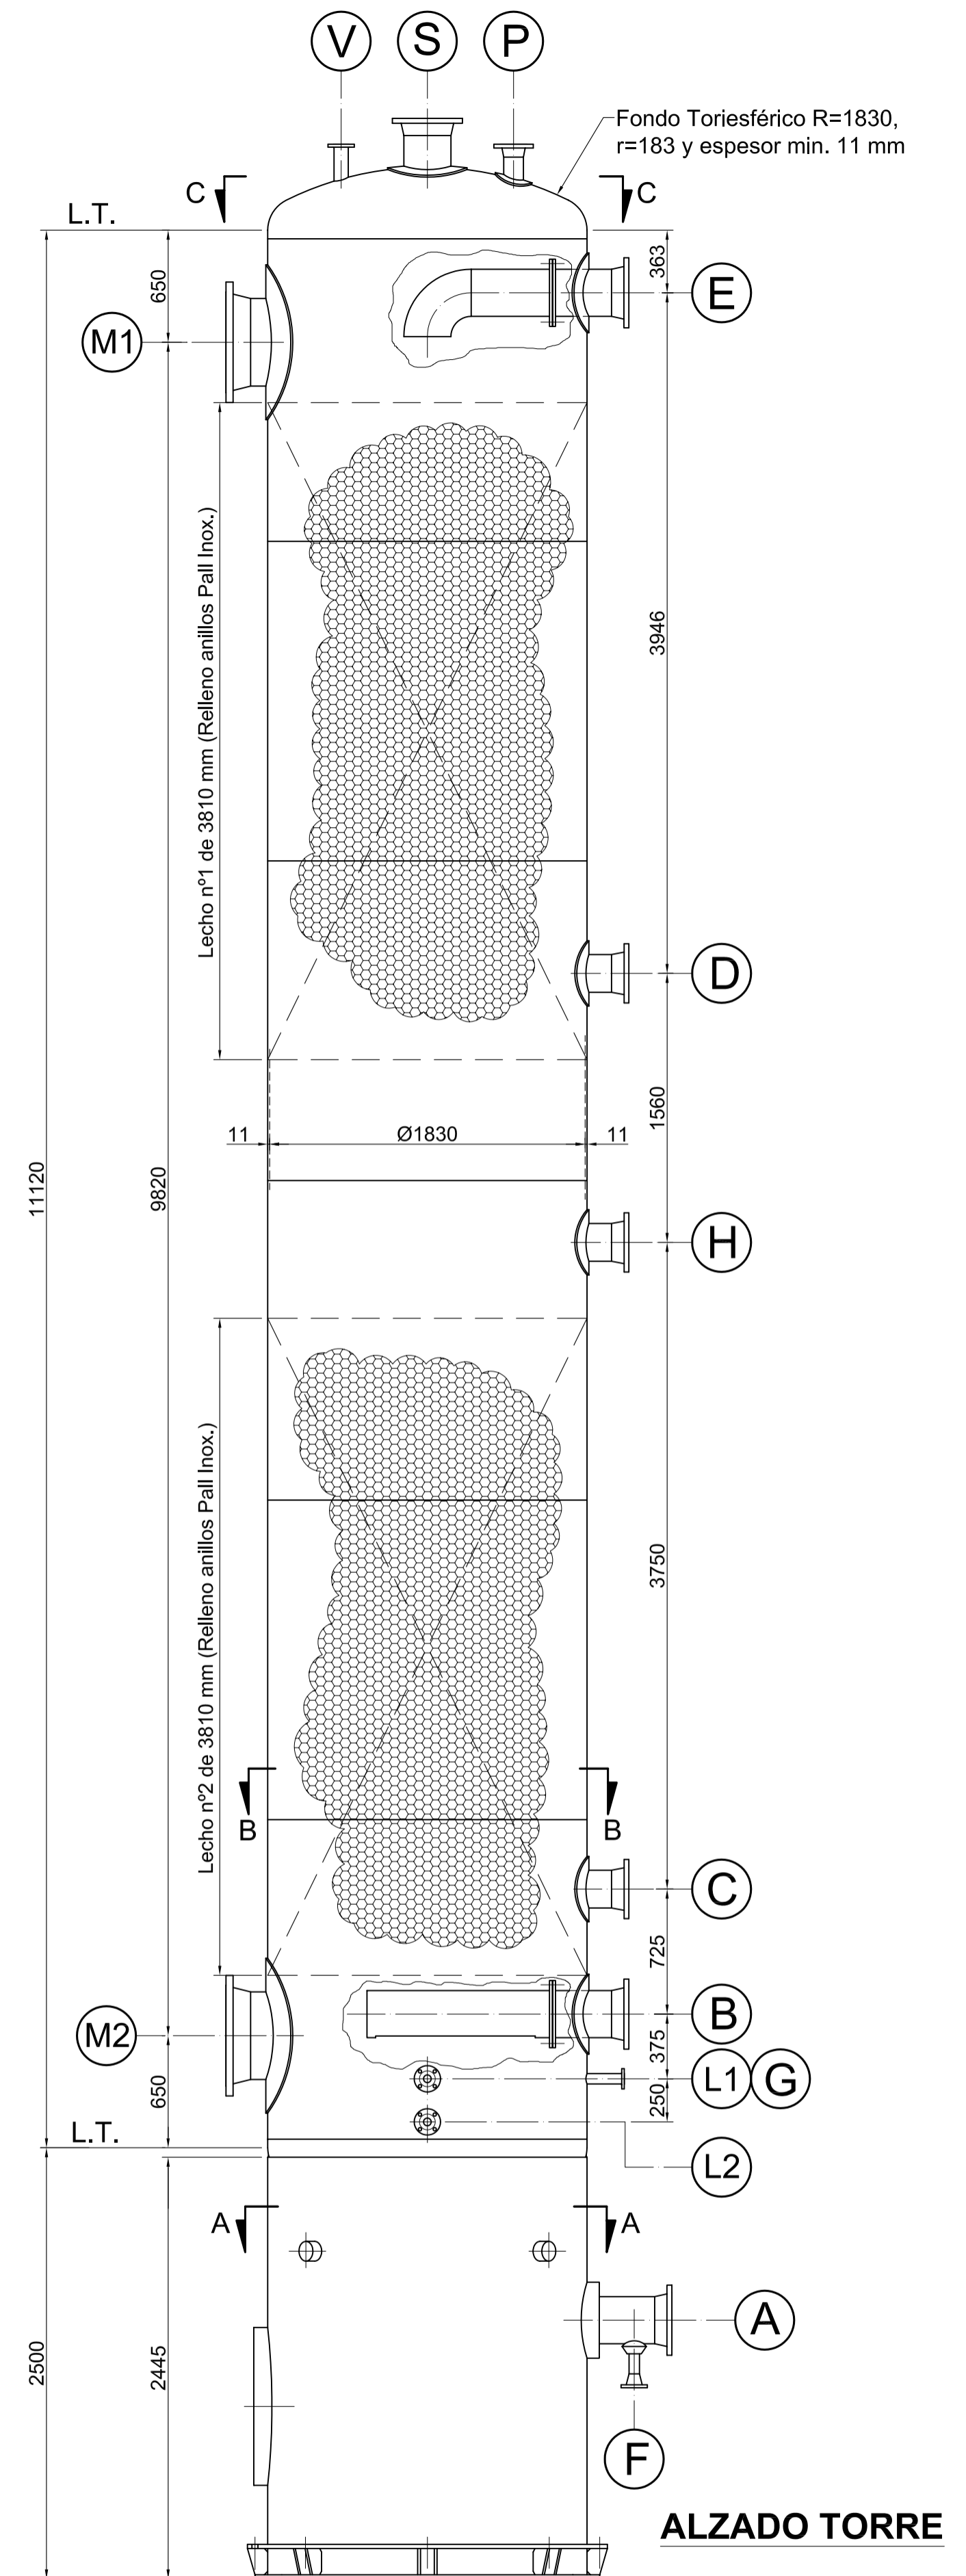 V
S
P
Fondo Toriesférico R=1830,
r=183 y espesor min. 11 mm
C
C
L.T.
650
363
E
M1
Lecho nº1 de 3810 mm (Relleno anillos Pall Inox.)
3946
D
11
Ø1830
11
1560
11120
9820
H
Lecho nº2 de 3810 mm (Relleno anillos Pall Inox.)
3750
B
B
C
725
B
M2
375
L1
G
650
250
L.T.
L2
A
A
A
2500
2445
F
ALZADO TORRE